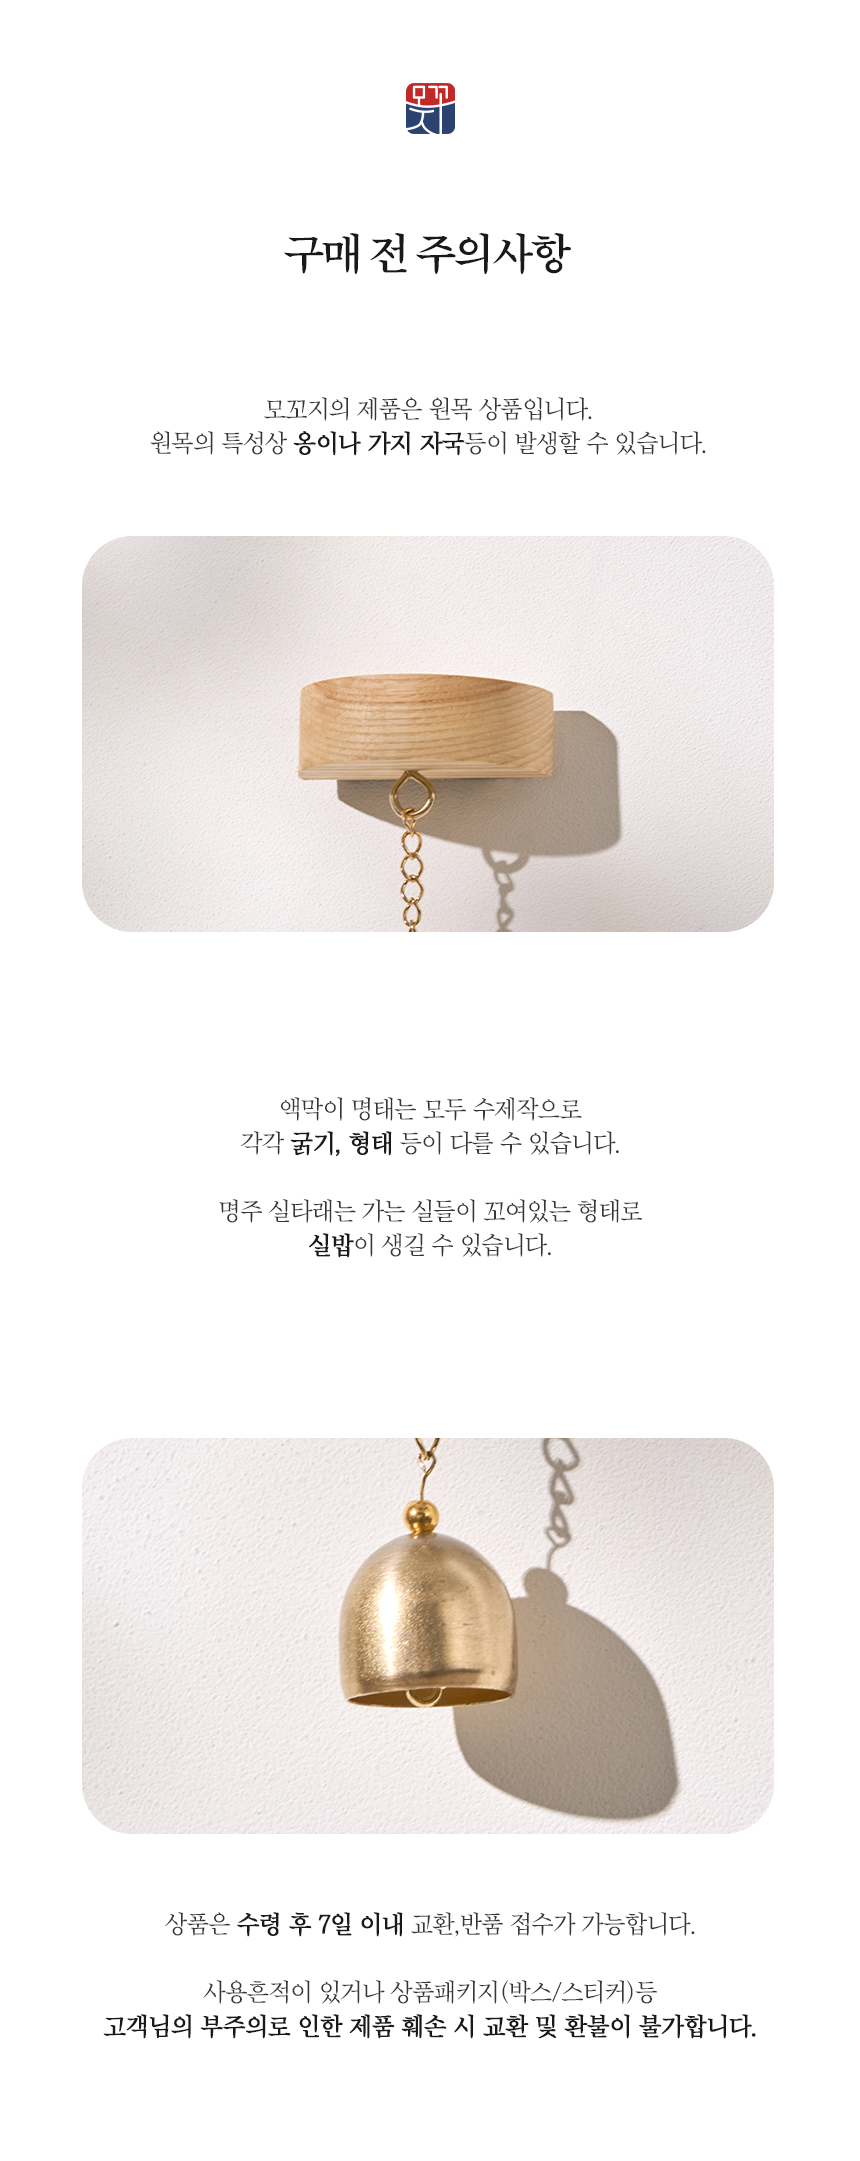 모꼬지
구매 전 주의사항
모꼬지의 제품은 원목 상품입니다.
원목의 특성상 옹이나 가지 자국등이 발생할 수 있습니다.
액막이 명태는 모두 수제작으로
각각 굵기, 형태 등이 다를 수 있습니다.
명주 실타래는 가는 실들이 꼬여있는 형태로
실밥이 생길 수 있습니다.
상품은 수령 후 7일 이내 교환,반품 접수가 가능합니다.
사용흔적이 있거나 상품패키지(박스/스티커)등
고객님의 부주의로 인한 제품 훼손 시 교환 및 환불이 불가합니다.